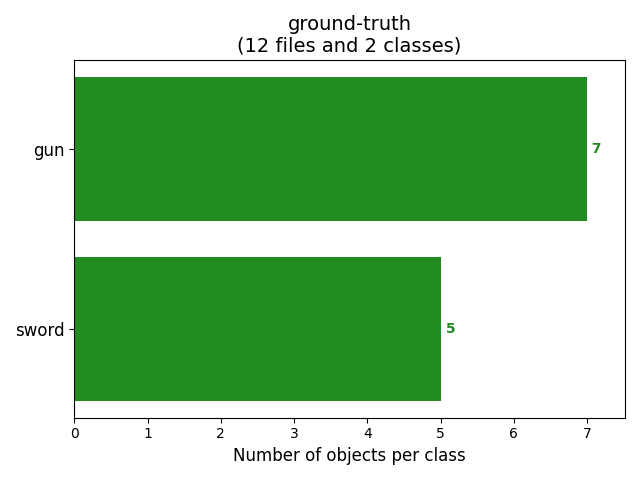 ground-truth
(12 files and 2 classes)
gun
7
sword
5
0 1 2 3 4 5 6 7
Number of objects per class